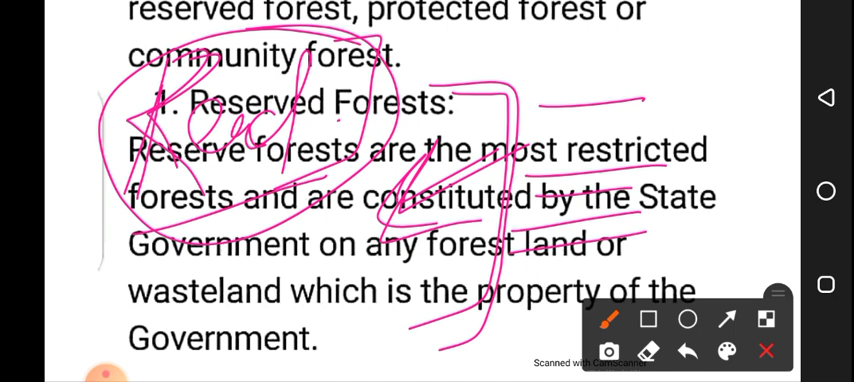 reserved forest, protected forest or
community forest.
1. Reserved Forests:
Read
Reserve forests are the most restricted
forests and are constituted by the State
Government on any forest land or
wasteland which is the property of the
Government.
Scanned with CamScanner